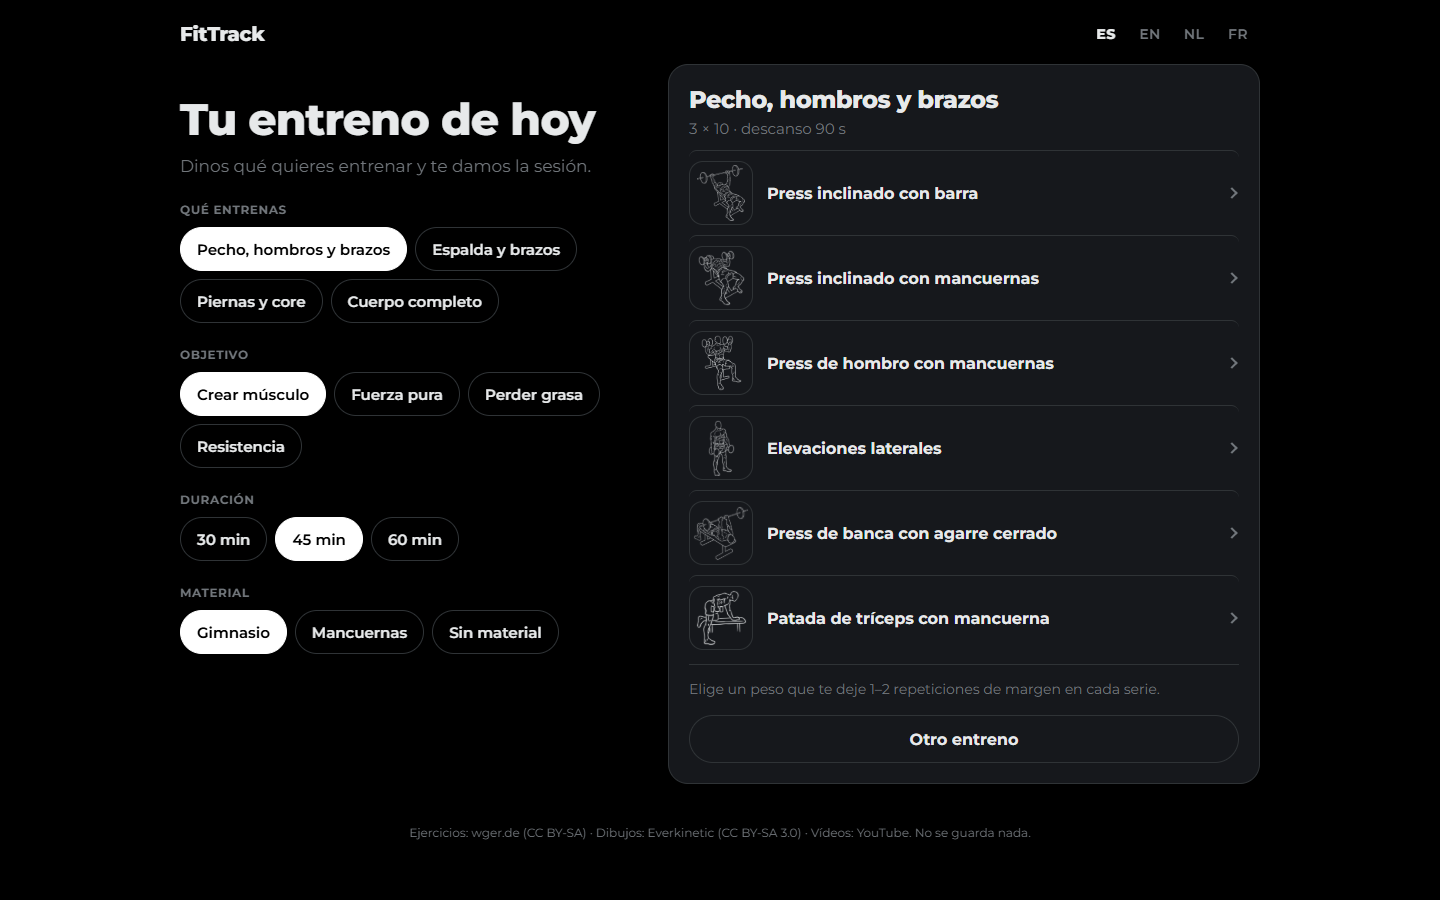 FitTrack
ES EN NL FR
Tu entreno de hoy
Dinos qué quieres entrenar y te damos la sesión.
QUÉ ENTRENAS
Pecho, hombros y brazos
Espalda y brazos
Piernas y core
Cuerpo completo
OBJETIVO
Crear músculo
Fuerza pura
Perder grasa
Resistencia
DURACIÓN
30 min
45 min
60 min
MATERIAL
Gimnasio
Mancuernas
Sin material
Pecho, hombros y brazos
3 × 10 · descanso 90 s
Press inclinado con barra
Press inclinado con mancuernas
Press de hombro con mancuernas
Elevaciones laterales
Press de banca con agarre cerrado
Patada de tríceps con mancuerna
Elige un peso que te deje 1–2 repeticiones de margen en cada serie.
Otro entreno
Ejercicios: wger.de (CC BY-SA) · Dibujos: Everkinetic (CC BY-SA 3.0) · Vídeos: YouTube. No se guarda nada.